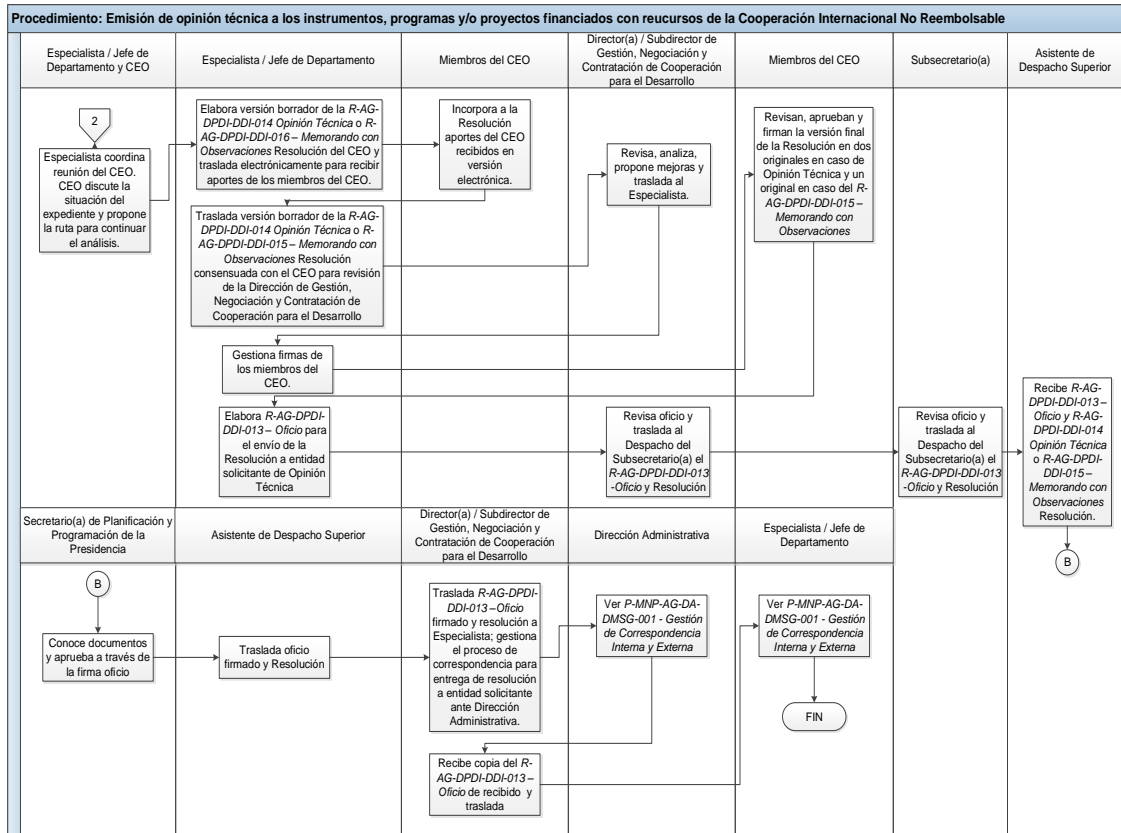 Procedimiento: Emisión de opinión técnica a los instrumentos, programas y/o proyectos financiados con reucursos de la Cooperación Internacional No Reembolsable
Especialista / Jefe de
Departamento y CEO
Especialista / Jefe de Departamento
Miembros del CEO
Director(a) / Subdirector de
Gestión, Negociación y
Contratación de Cooperación
para el Desarrollo
Miembros del CEO
Subsecretario(a)
Asistente de
Despacho Superior
2
Especialista coordina
reunión del CEO.
CEO discute la
situación del
expediente y propone
la ruta para continuar
el análisis.
Elabora versión borrador de la R-AG-
DPDI-DDI-014 Opinión Técnica o R-
AG-DPDI-DDI-016 – Memorando con
Observaciones Resolución del CEO y
traslada electrónicamente para recibir
aportes de los miembros del CEO.
Incorpora a la
Resolución
aportes del CEO
recibidos en
versión
electrónica.
Traslada versión borrador de la R-AG-
DPDI-DDI-014 Opinión Técnica o R-
AG-DPDI-DDI-015 – Memorando con
Observaciones Resolución
consensuada con el CEO para revisión
de la Dirección de Gestión,
Negociación y Contratación de
Cooperación para el Desarrollo
Revisa, analiza,
propone mejoras y
traslada al
Especialista.
Revisan, aprueban y
firman la versión final
de la Resolución en dos
originales en caso de
Opinión Técnica y un
original en caso del R-
AG-DPDI-DDI-015 –
Memorando con
Observaciones
Gestiona firmas de
los miembros del
CEO.
Elabora R-AG-DPDI-
DDI-013 – Oficio para
el envío de la
Resolución a entidad
solicitante de Opinión
Técnica
Revisa oficio y
traslada al
Despacho del
Subsecretario(a) el
R-AG-DPDI-DDI-013
-Oficio y Resolución
Revisa oficio y
traslada al
Despacho del
Subsecretario(a) el
R-AG-DPDI-DDI-013
-Oficio y Resolución
Recibe R-AG-
DPDI-DDI-013 –
Oficio y R-AG-
DPDI-DDI-014
Opinión Técnica
o R-AG-DPDI-
DDI-015 –
Memorando con
Observaciones
Resolución.
B
Secretario(a) de Planificación y
Programación de la
Presidencia
Asistente de Despacho Superior
Director(a) / Subdirector de
Gestión, Negociación y
Contratación de Cooperación
para el Desarrollo
Dirección Administrativa
Especialista / Jefe de
Departamento
B
Conoce documentos
y aprueba a través de
la firma oficio
Traslada oficio
firmado y Resolución
Traslada R-AG-DPDI-
DDI-013 – Oficio
firmado y resolución a
Especialista; gestiona
el proceso de
correspondencia para
entrega de resolución
a entidad solicitante
ante Dirección
Administrativa.
Ver P-MNP-AG-DA-
DMSG-001 - Gestión
de Correspondencia
Interna y Externa
Ver P-MNP-AG-DA-
DMSG-001 - Gestión
de Correspondencia
Interna y Externa
FIN
Recibe copia del R-
AG-DPDI-DDI-013 –
Oficio de recibido y
traslada